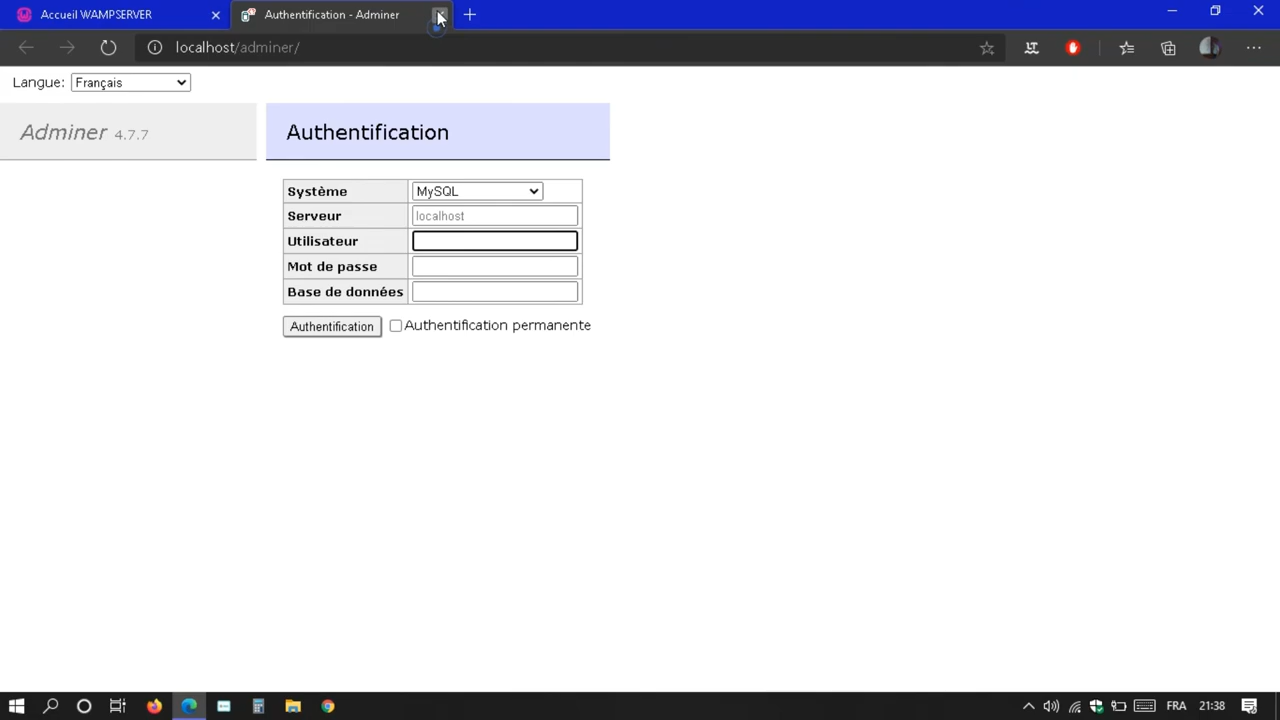 Accueil WAMPSERVER
Authentification - Adminer
localhost/adminer/
Langue: Français
Adminer 4.7.7
Authentification
Système MySQL
Serveur localhost
Utilisateur
Mot de passe
Base de données
Authentification Authentification permanente
FRA 21:38